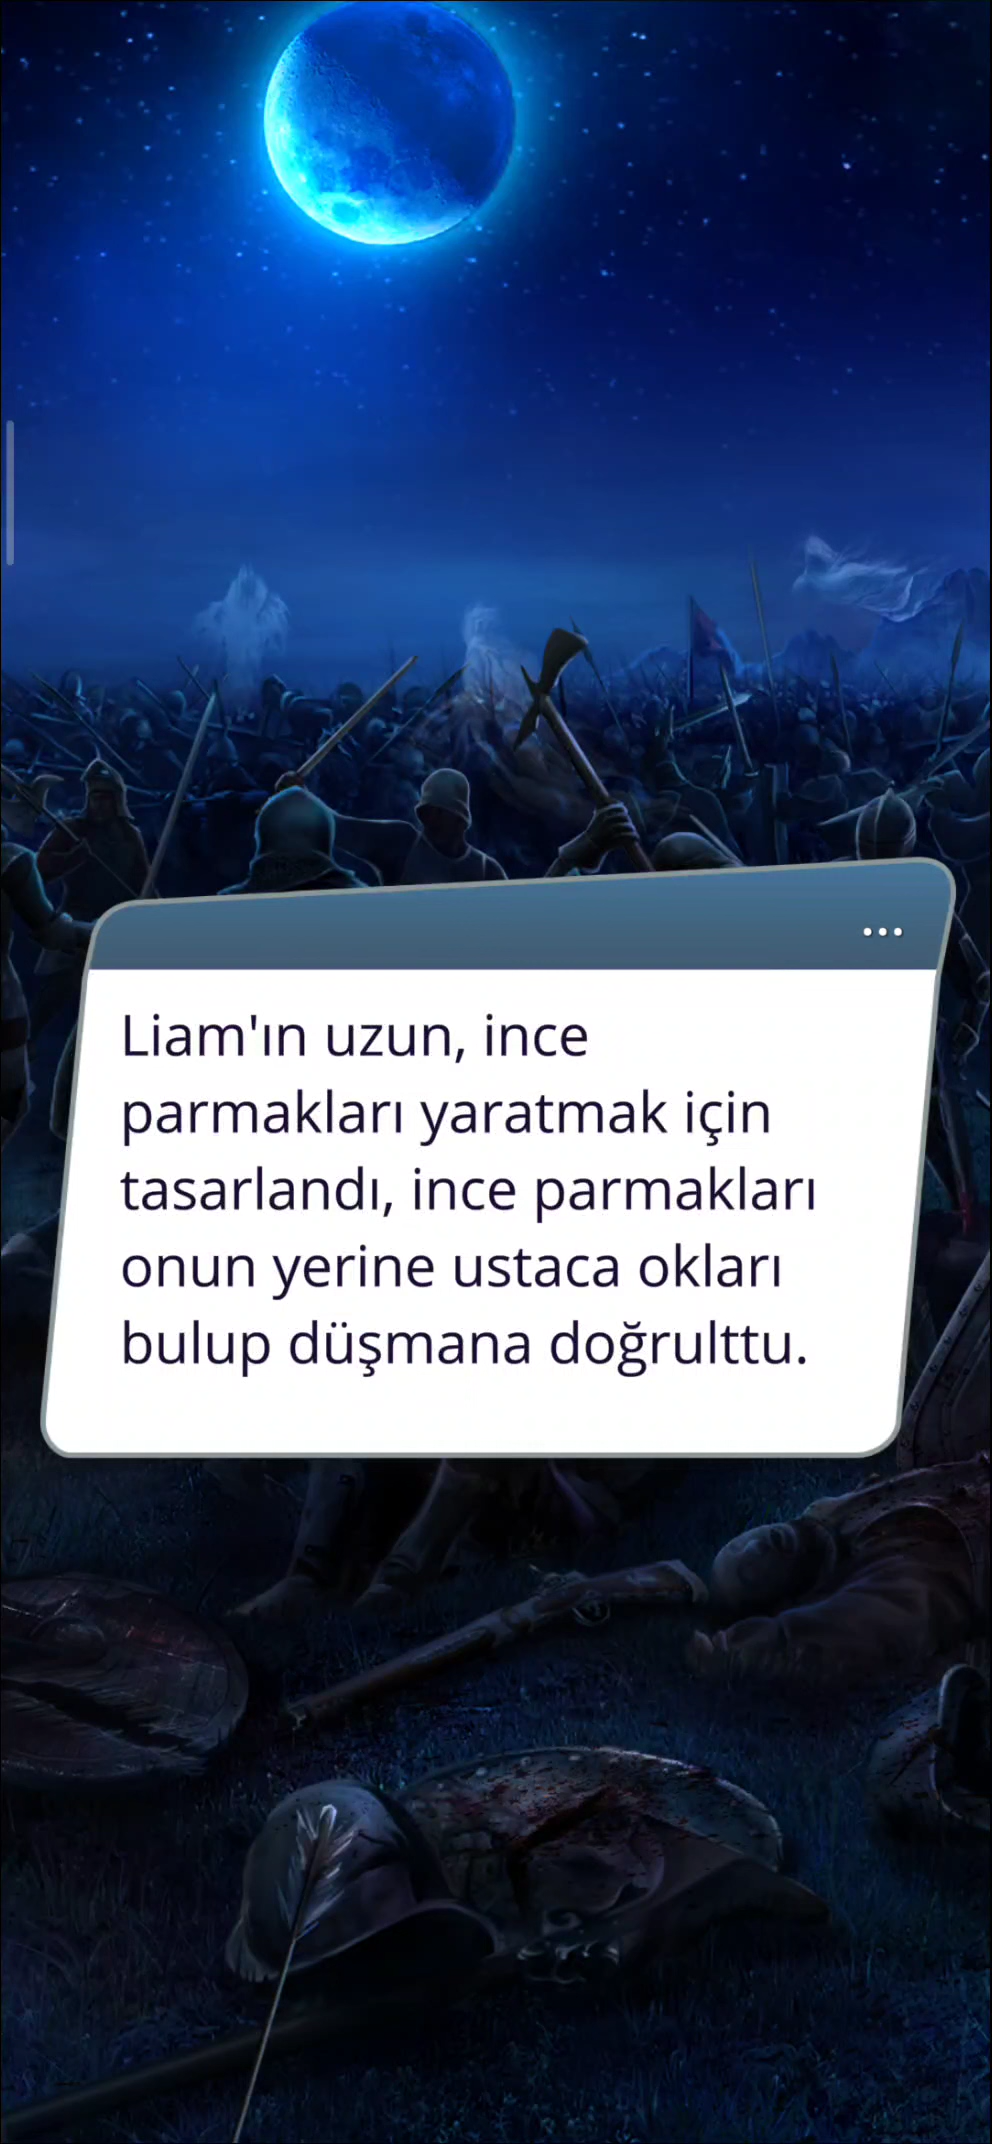 Liam'ın uzun, ince
parmakları yaratmak için
tasarlandı, ince parmakları
onun yerine ustaca okları
bulup düşmana doğrulttu.